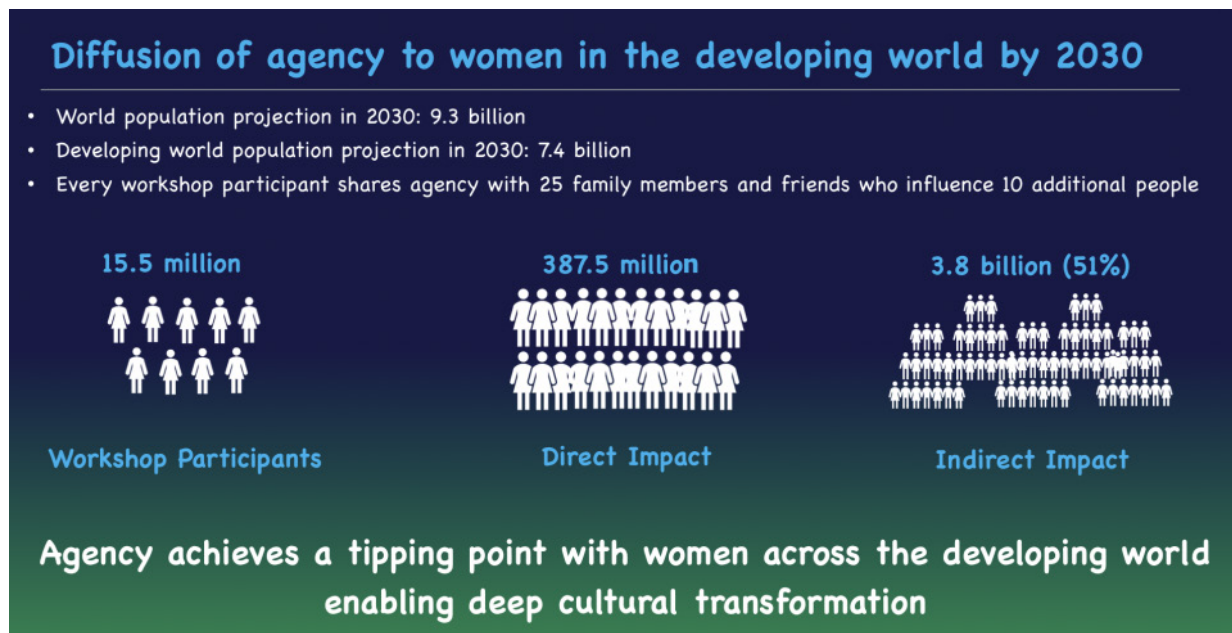 Diffusion of agency to women in the developing world by 2030
• World population projection in 2030: 9.3 billion
• Developing world population projection in 2030: 7.4 billion
• Every workshop participant shares agency with 25 family members and friends who influence 10 additional people
15.5 million
387.5 million
3.8 billion (51%)
Workshop Participants
Direct Impact
Indirect Impact
Agency achieves a tipping point with women across the developing world
enabling deep cultural transformation